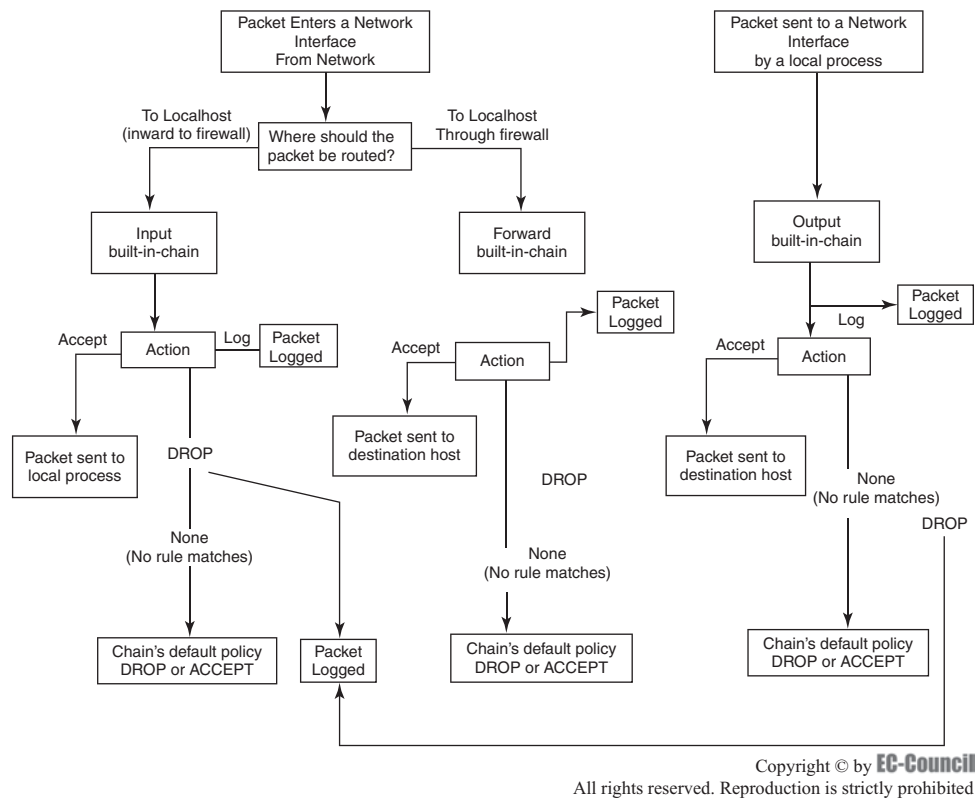 Packet Enters a Network
Interface
From Network
Packet sent to a Network
Interface
by a local process
To Localhost
(inward to firewall)
Where should the
packet be routed?
To Localhost
Through firewall
Input
built-in-chain
Forward
built-in-chain
Output
built-in-chain
Accept
Action
Log
Packet
Logged
Accept
Action
Packet
Logged
Log
Packet
Logged
Accept
Action
Packet sent to
local process
DROP
Packet sent to
destination host
DROP
Packet sent to
destination host
None
(No rule matches)
DROP
None
(No rule matches)
None
(No rule matches)
Chain's default policy
DROP or ACCEPT
Packet
Logged
Chain's default policy
DROP or ACCEPT
Chain's default policy
DROP or ACCEPT
Copyright © by EC-Council
All rights reserved. Reproduction is strictly prohibited